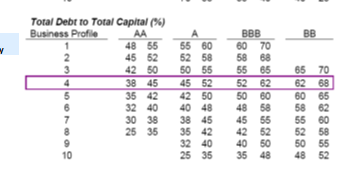 Total Debt to Total Capital (%)
Business Profile AA A BBB BB
1 48 55 55 60 60 70
2 45 52 52 58 58 68
3 42 50 50 55 55 65 65 70
4 38 45 45 52 52 62 62 68
5 35 42 42 50 50 60 60 65
6 32 40 40 48 48 58 58 62
7 30 38 38 45 45 55 55 60
8 25 35 35 42 42 52 52 58
9 32 40 40 50 50 55
10 25 35 35 48 48 52